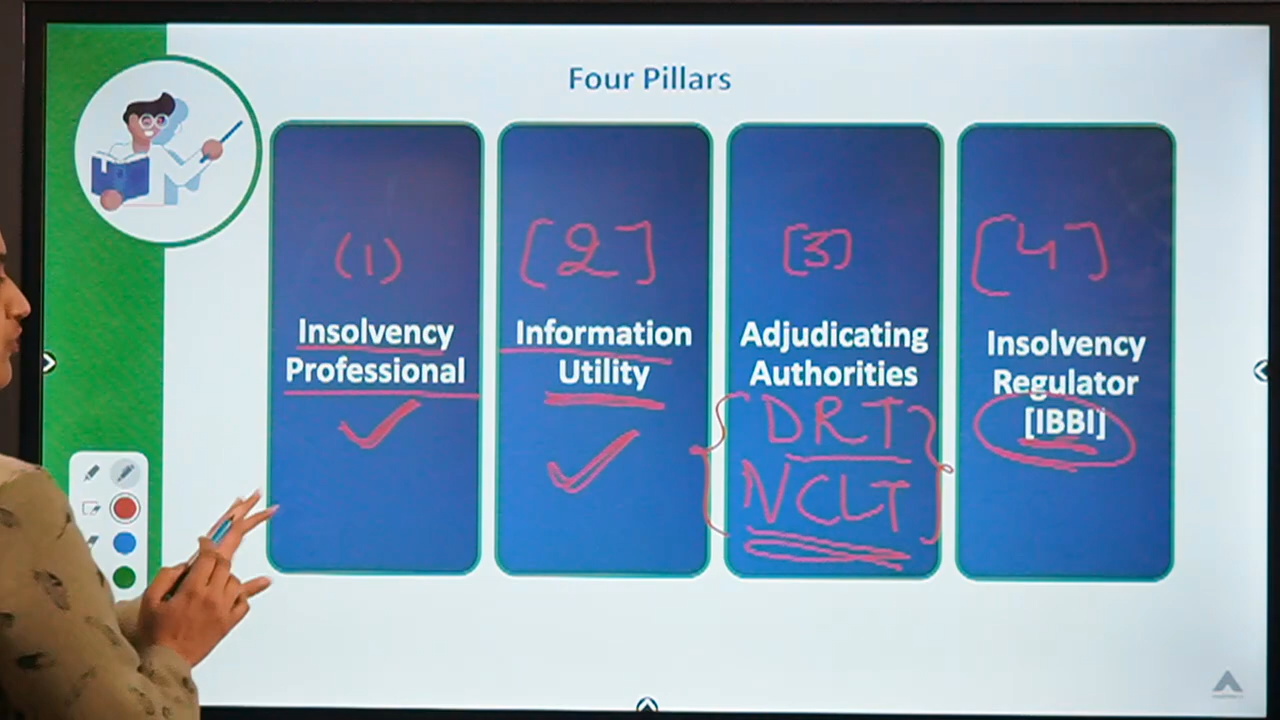 Four Pillars
(1)
Insolvency
Professional
[2]
Information
Utility
[3]
Adjudicating
Authorities
DRT
NCLT
[4]
Insolvency
Regulator
[IBBI]